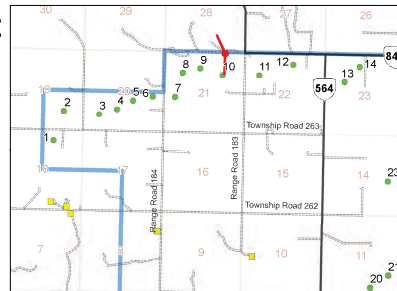 30 29 28 27 26
84
8 9 10 11 12 13 14
19 20 21 22 23
564
2 3 4 5 6 7
Township Road 263
1
18 17 16 15 14
Range Road 184
Range Road 183
23
Township Road 262
7 8 9 10 11
20 21